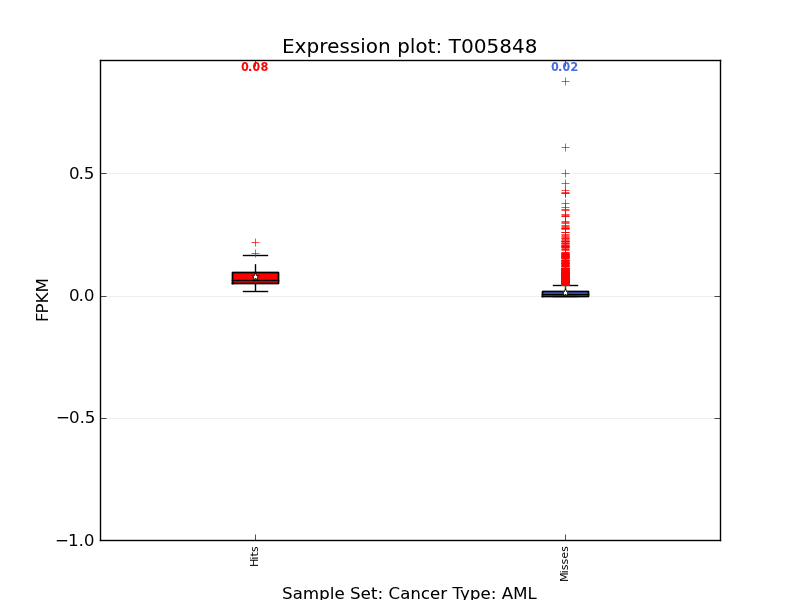 Expression plot: T005848
0.08
0.02
0.5
0.0
−0.5
−1.0
FPKM
Hits
Misses
Sample Set: Cancer Type: AML